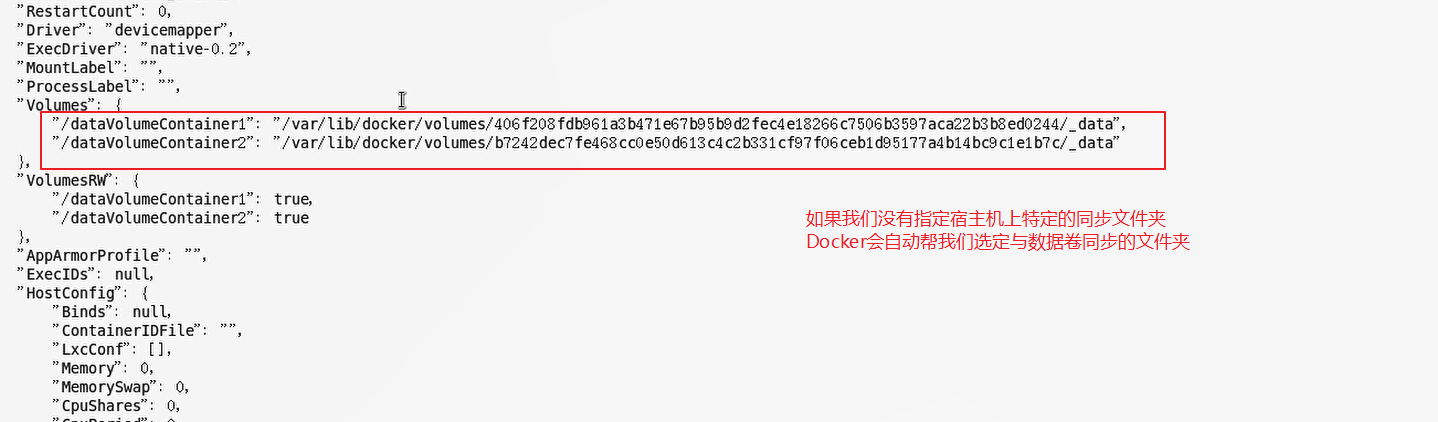 "RestartCount": 0,
"Driver": "devicemapper",
"ExecDriver": "native-0.2",
"MountLabel": "",
"ProcessLabel": "",
"Volumes": {
"/dataVolumeContainer1": "/var/lib/docker/volumes/406f208fdb961a3b471e67b95b9d2fec4e18266c7506b3597aca22b3b8ed0244/_data",
"/dataVolumeContainer2": "/var/lib/docker/volumes/b7242dec7fe468cc0e50d613c4c2b331cf97f06ceb1d95177a4b14bc9c1e1b7c/_data"
},
"VolumesRW": {
"/dataVolumeContainer1": true,
"/dataVolumeContainer2": true
},
如果我们没有指定宿主机上特定的同步文件夹
Docker会自动帮我们选定与数据卷同步的文件夹
"AppArmorProfile": "",
"ExecIDs": null,
"HostConfig": {
"Binds": null,
"ContainerIDFile": "",
"LxcConf": [],
"Memory": 0,
"MemorySwap": 0,
"CpuShares": 0,